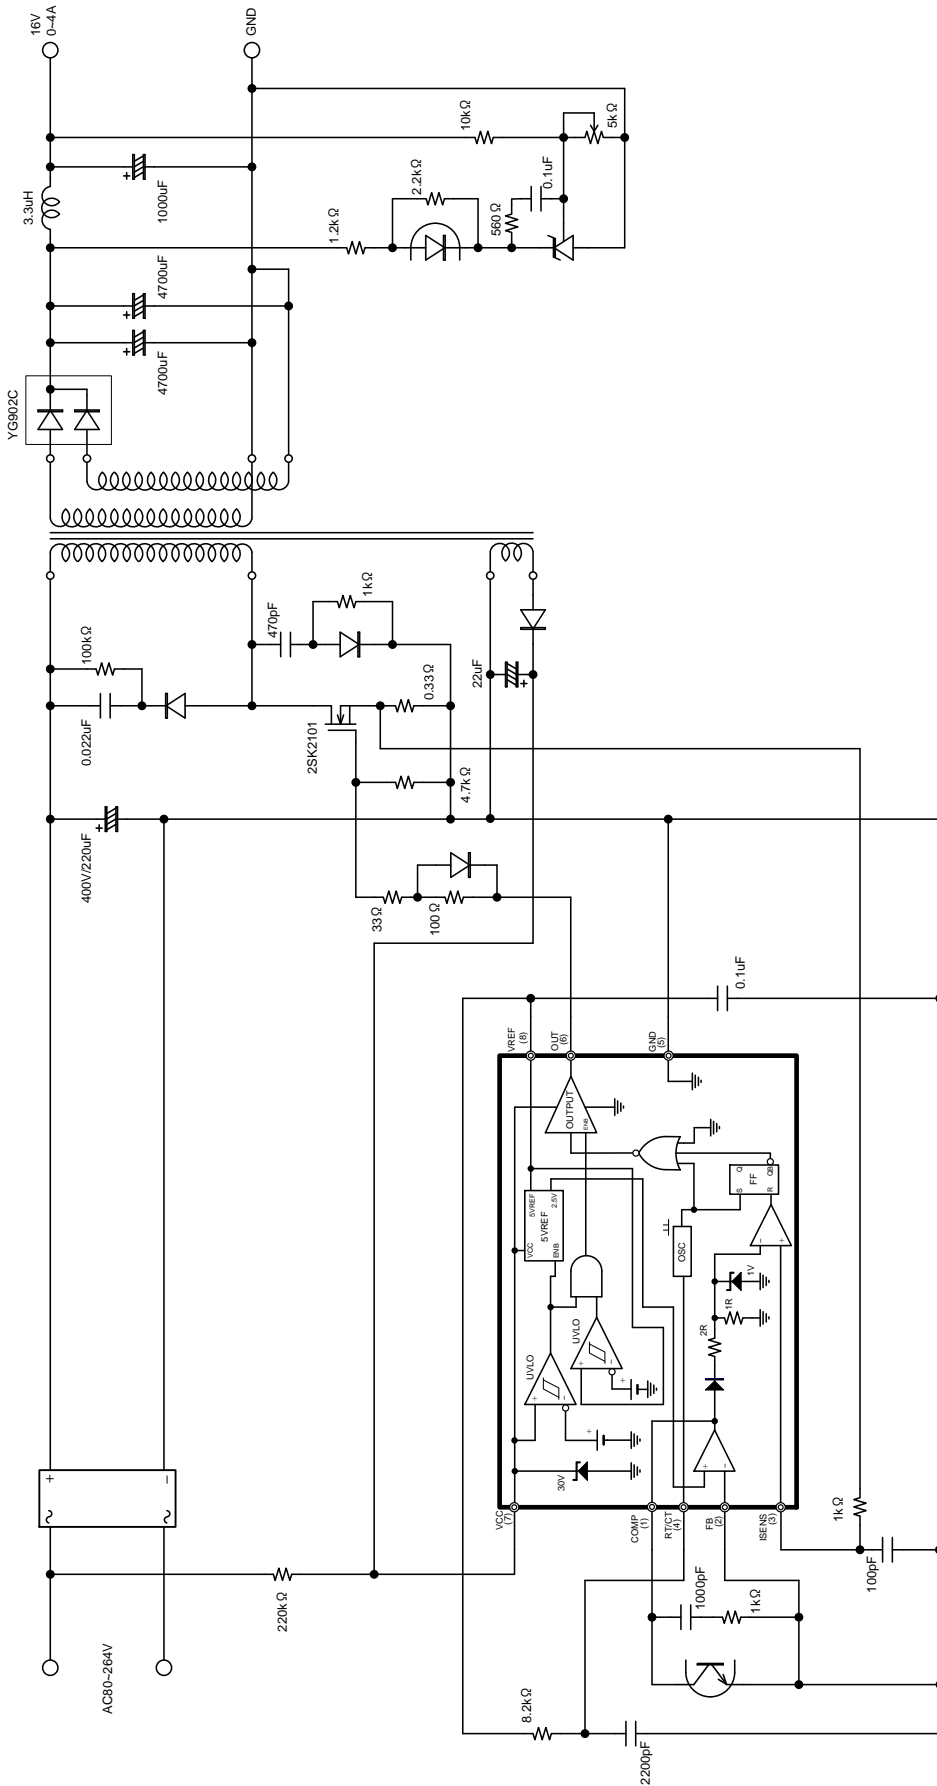 AC80~264V
220kΩ
+
−
400V/220uF
+
0.022uF
100kΩ
470pF
1kΩ
2SK2101
0.33Ω
4.7kΩ
33Ω
100Ω
22uF
+
YG902C
4700uF
+
4700uF
+
3.3uH
1000uF
+
16V
0~4A
GND
1.2kΩ
2.2kΩ
560Ω
0.1uF
10kΩ
5kΩ
8.2kΩ
2200pF
1000pF
1kΩ
100pF
1kΩ
0.1uF
VCC
(7)
COMP
(1)
RT/CT
(4)
FB
(2)
ISENS
(3)
VREF
(8)
OUT
(6)
GND
(5)
30V
UVLO
+
−
+
UVLO
+
−
+
VCC
5VREF
5VREF
ENB
2.5V
OUTPUT
ENB
OSC
S
Q
FF
R
QB
2R
1R
1V
+
−
−
+